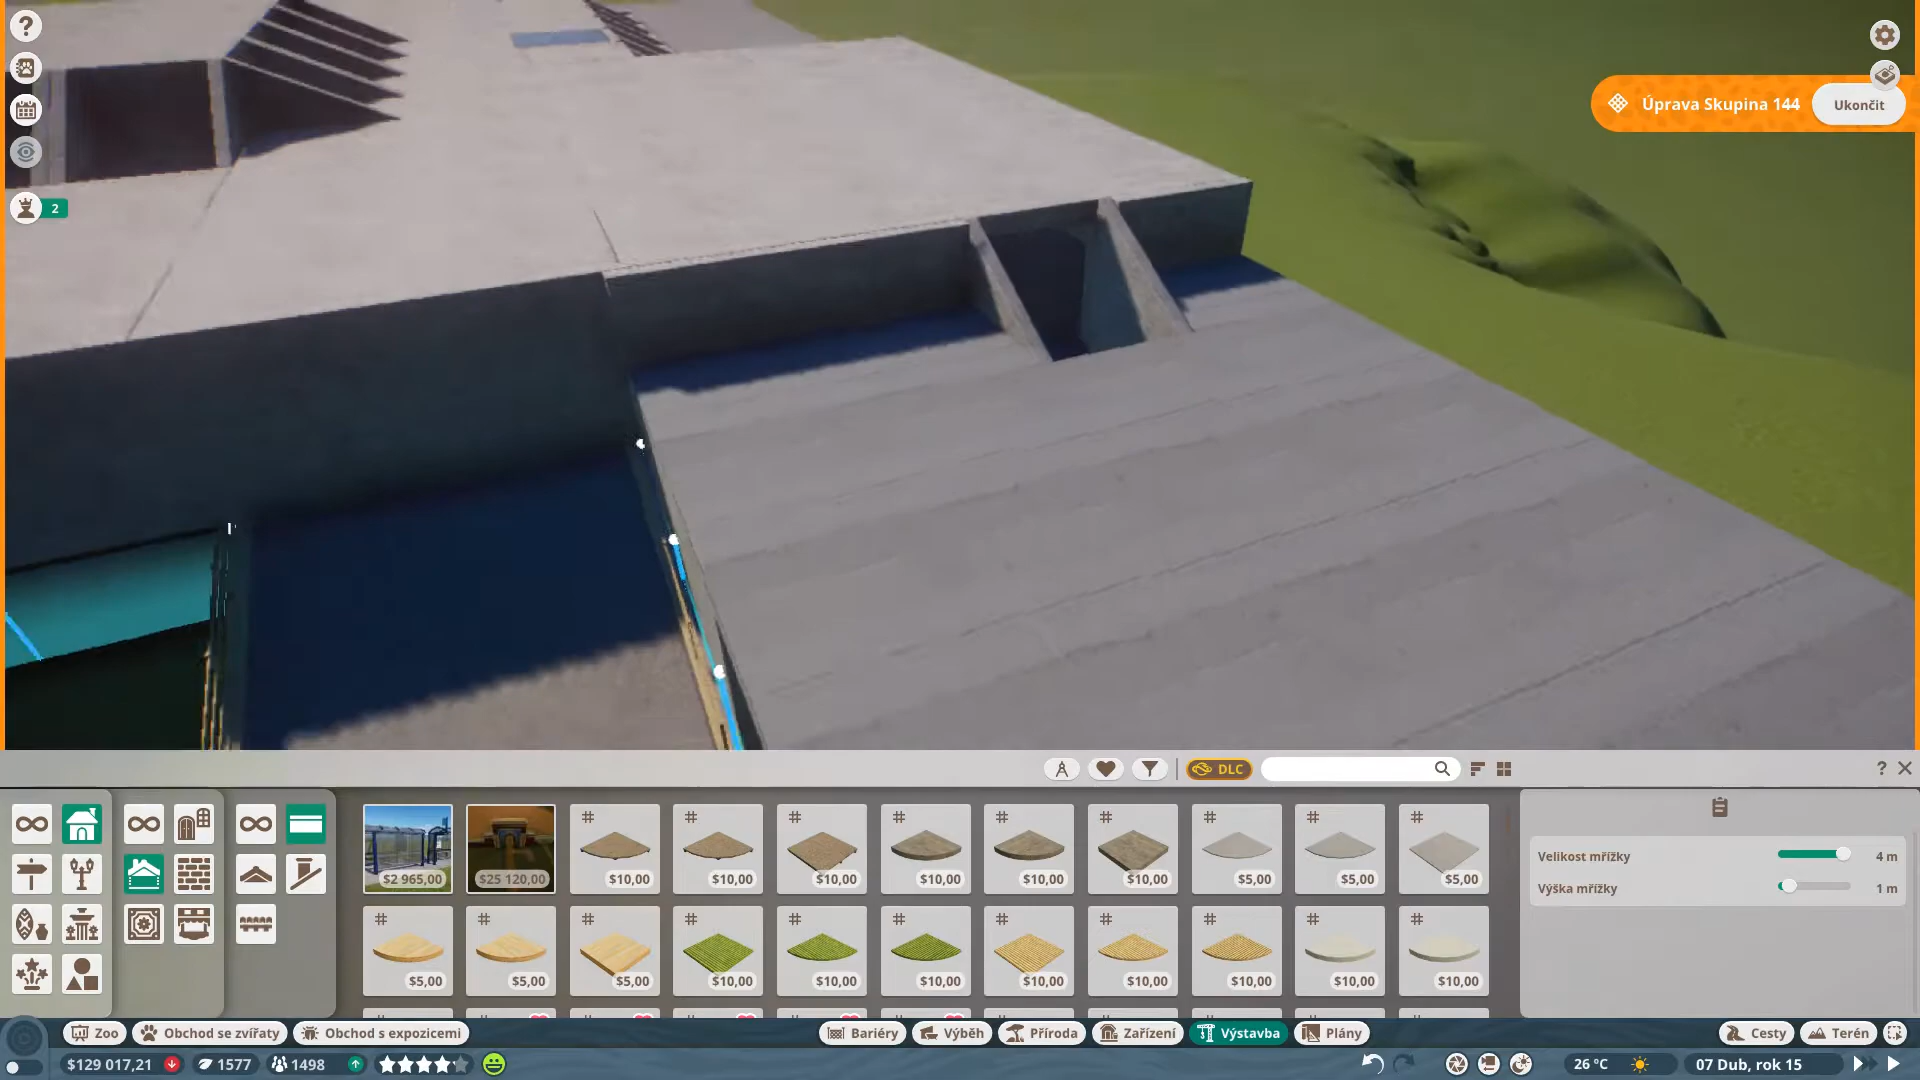 ?
Úprava Skupina 144
Ukončit
2
DLC
?
$2 965,00
$25 120,00
$10,00
$10,00
$10,00
$10,00
$10,00
$10,00
$5,00
$5,00
$5,00
$5,00
$5,00
$5,00
$10,00
$10,00
$10,00
$10,00
$10,00
$10,00
$10,00
$10,00
Velikost mřížky
4 m
Výška mřížky
1 m
Zoo
Obchod se zvířaty
Obchod s expozicemi
Bariéry
Výběh
Příroda
Zařízení
Výstavba
Plány
Cesty
Terén
$129 017,21
1577
1498
26 °C
07 Dub, rok 15